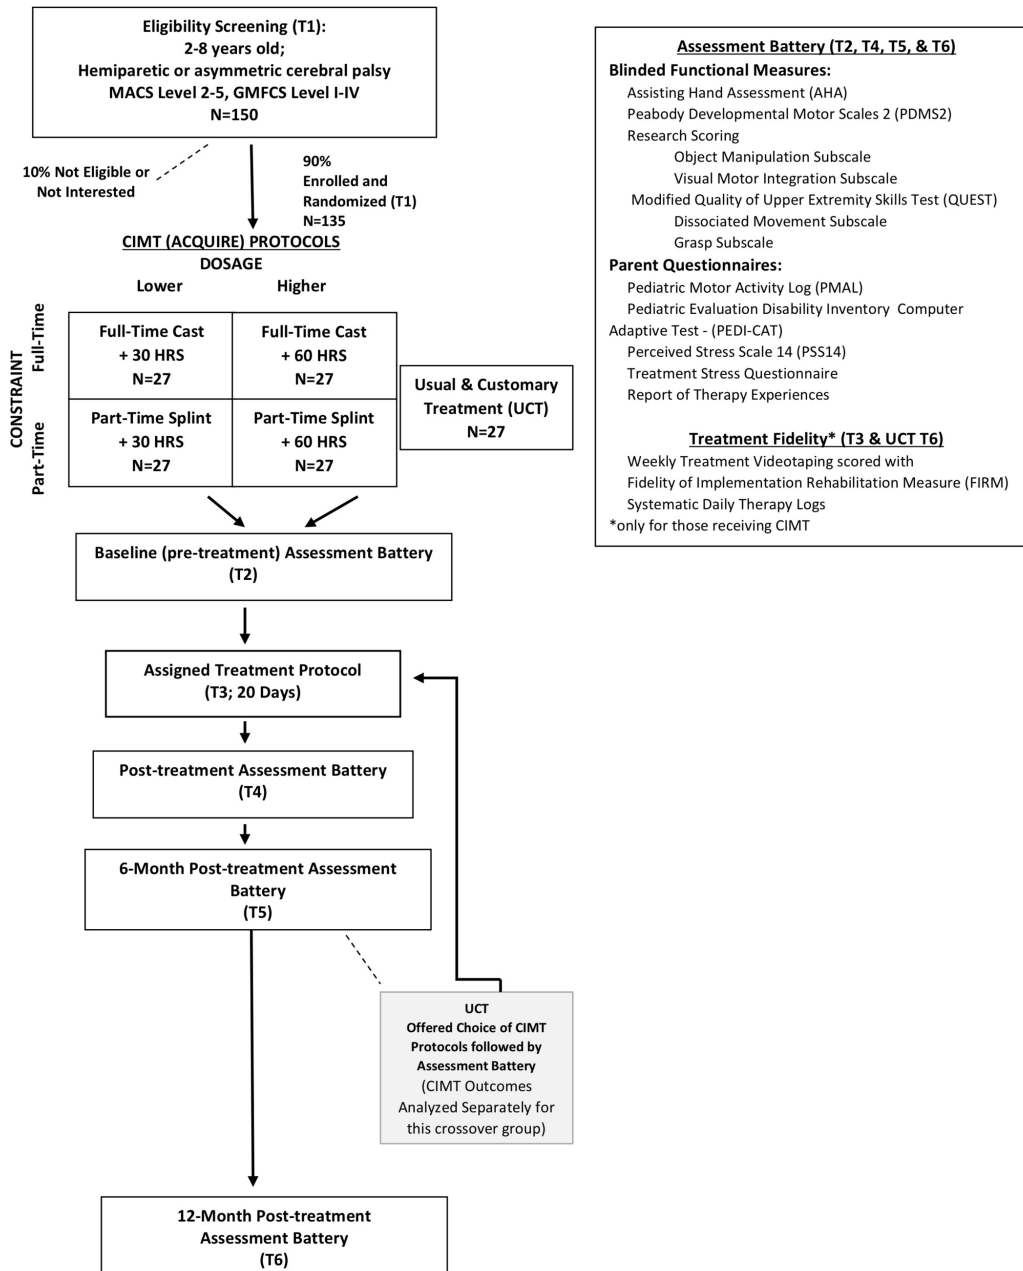 Eligibility Screening (T1):
2-8 years old;
Hemiparetic or asymmetric cerebral palsy
MACS Level 2-5, GMFCS Level I-IV
N=150
10% Not Eligible or
Not Interested
90%
Enrolled and
Randomized (T1)
N=135
CIMT (ACQUIRE) PROTOCOLS
DOSAGE
Lower
Higher
CONSTRAINT
Full-Time
Part-Time
Full-Time Cast
+ 30 HRS
N=27
Full-Time Cast
+ 60 HRS
N=27
Part-Time Splint
+ 30 HRS
N=27
Part-Time Splint
+ 60 HRS
N=27
Usual & Customary
Treatment (UCT)
N=27
Baseline (pre-treatment) Assessment Battery
(T2)
Assigned Treatment Protocol
(T3; 20 Days)
Post-treatment Assessment Battery
(T4)
6-Month Post-treatment Assessment
Battery
(T5)
UCT
Offered Choice of CIMT
Protocols followed by
Assessment Battery
(CIMT Outcomes
Analyzed Separately for
this crossover group)
12-Month Post-treatment
Assessment Battery
(T6)
Assessment Battery (T2, T4, T5, & T6)
Blinded Functional Measures:
Assisting Hand Assessment (AHA)
Peabody Developmental Motor Scales 2 (PDMS2)
Research Scoring
Object Manipulation Subscale
Visual Motor Integration Subscale
Modified Quality of Upper Extremity Skills Test (QUEST)
Dissociated Movement Subscale
Grasp Subscale
Parent Questionnaires:
Pediatric Motor Activity Log (PMAL)
Pediatric Evaluation Disability Inventory Computer
Adaptive Test - (PEDI-CAT)
Perceived Stress Scale 14 (PSS14)
Treatment Stress Questionnaire
Report of Therapy Experiences
Treatment Fidelity* (T3 & UCT T6)
Weekly Treatment Videotaping scored with
Fidelity of Implementation Rehabilitation Measure (FIRM)
Systematic Daily Therapy Logs
*only for those receiving CIMT